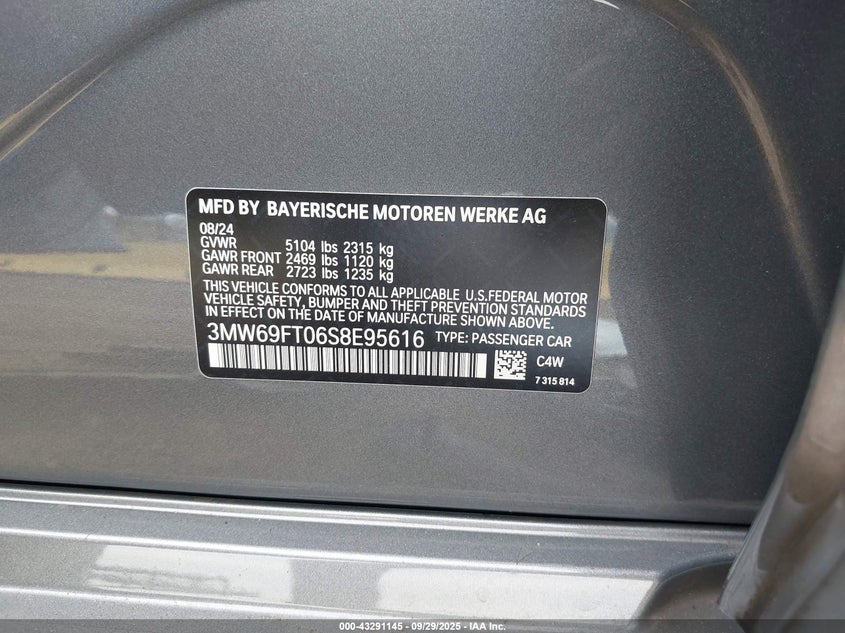 MFD BY BAYERISCHE MOTOREN WERKE AG
08/24
GVWR 5104 lbs 2315 kg
GAWR FRONT 2469 lbs 1120 kg
GAWR REAR 2723 lbs 1235 kg
THIS VEHICLE CONFORMS TO ALL APPLICABLE U.S.FEDERAL MOTOR
VEHICLE SAFETY, BUMPER AND THEFT PREVENTION STANDARDS
IN EFFECT ON THE DATE OF MANUFACTURE SHOWN ABOVE.
3MW69FT06S8E95616 TYPE: PASSENGER CAR
C4W
7 315 814
000-43291145 - 09/29/2025 - IAA Inc.